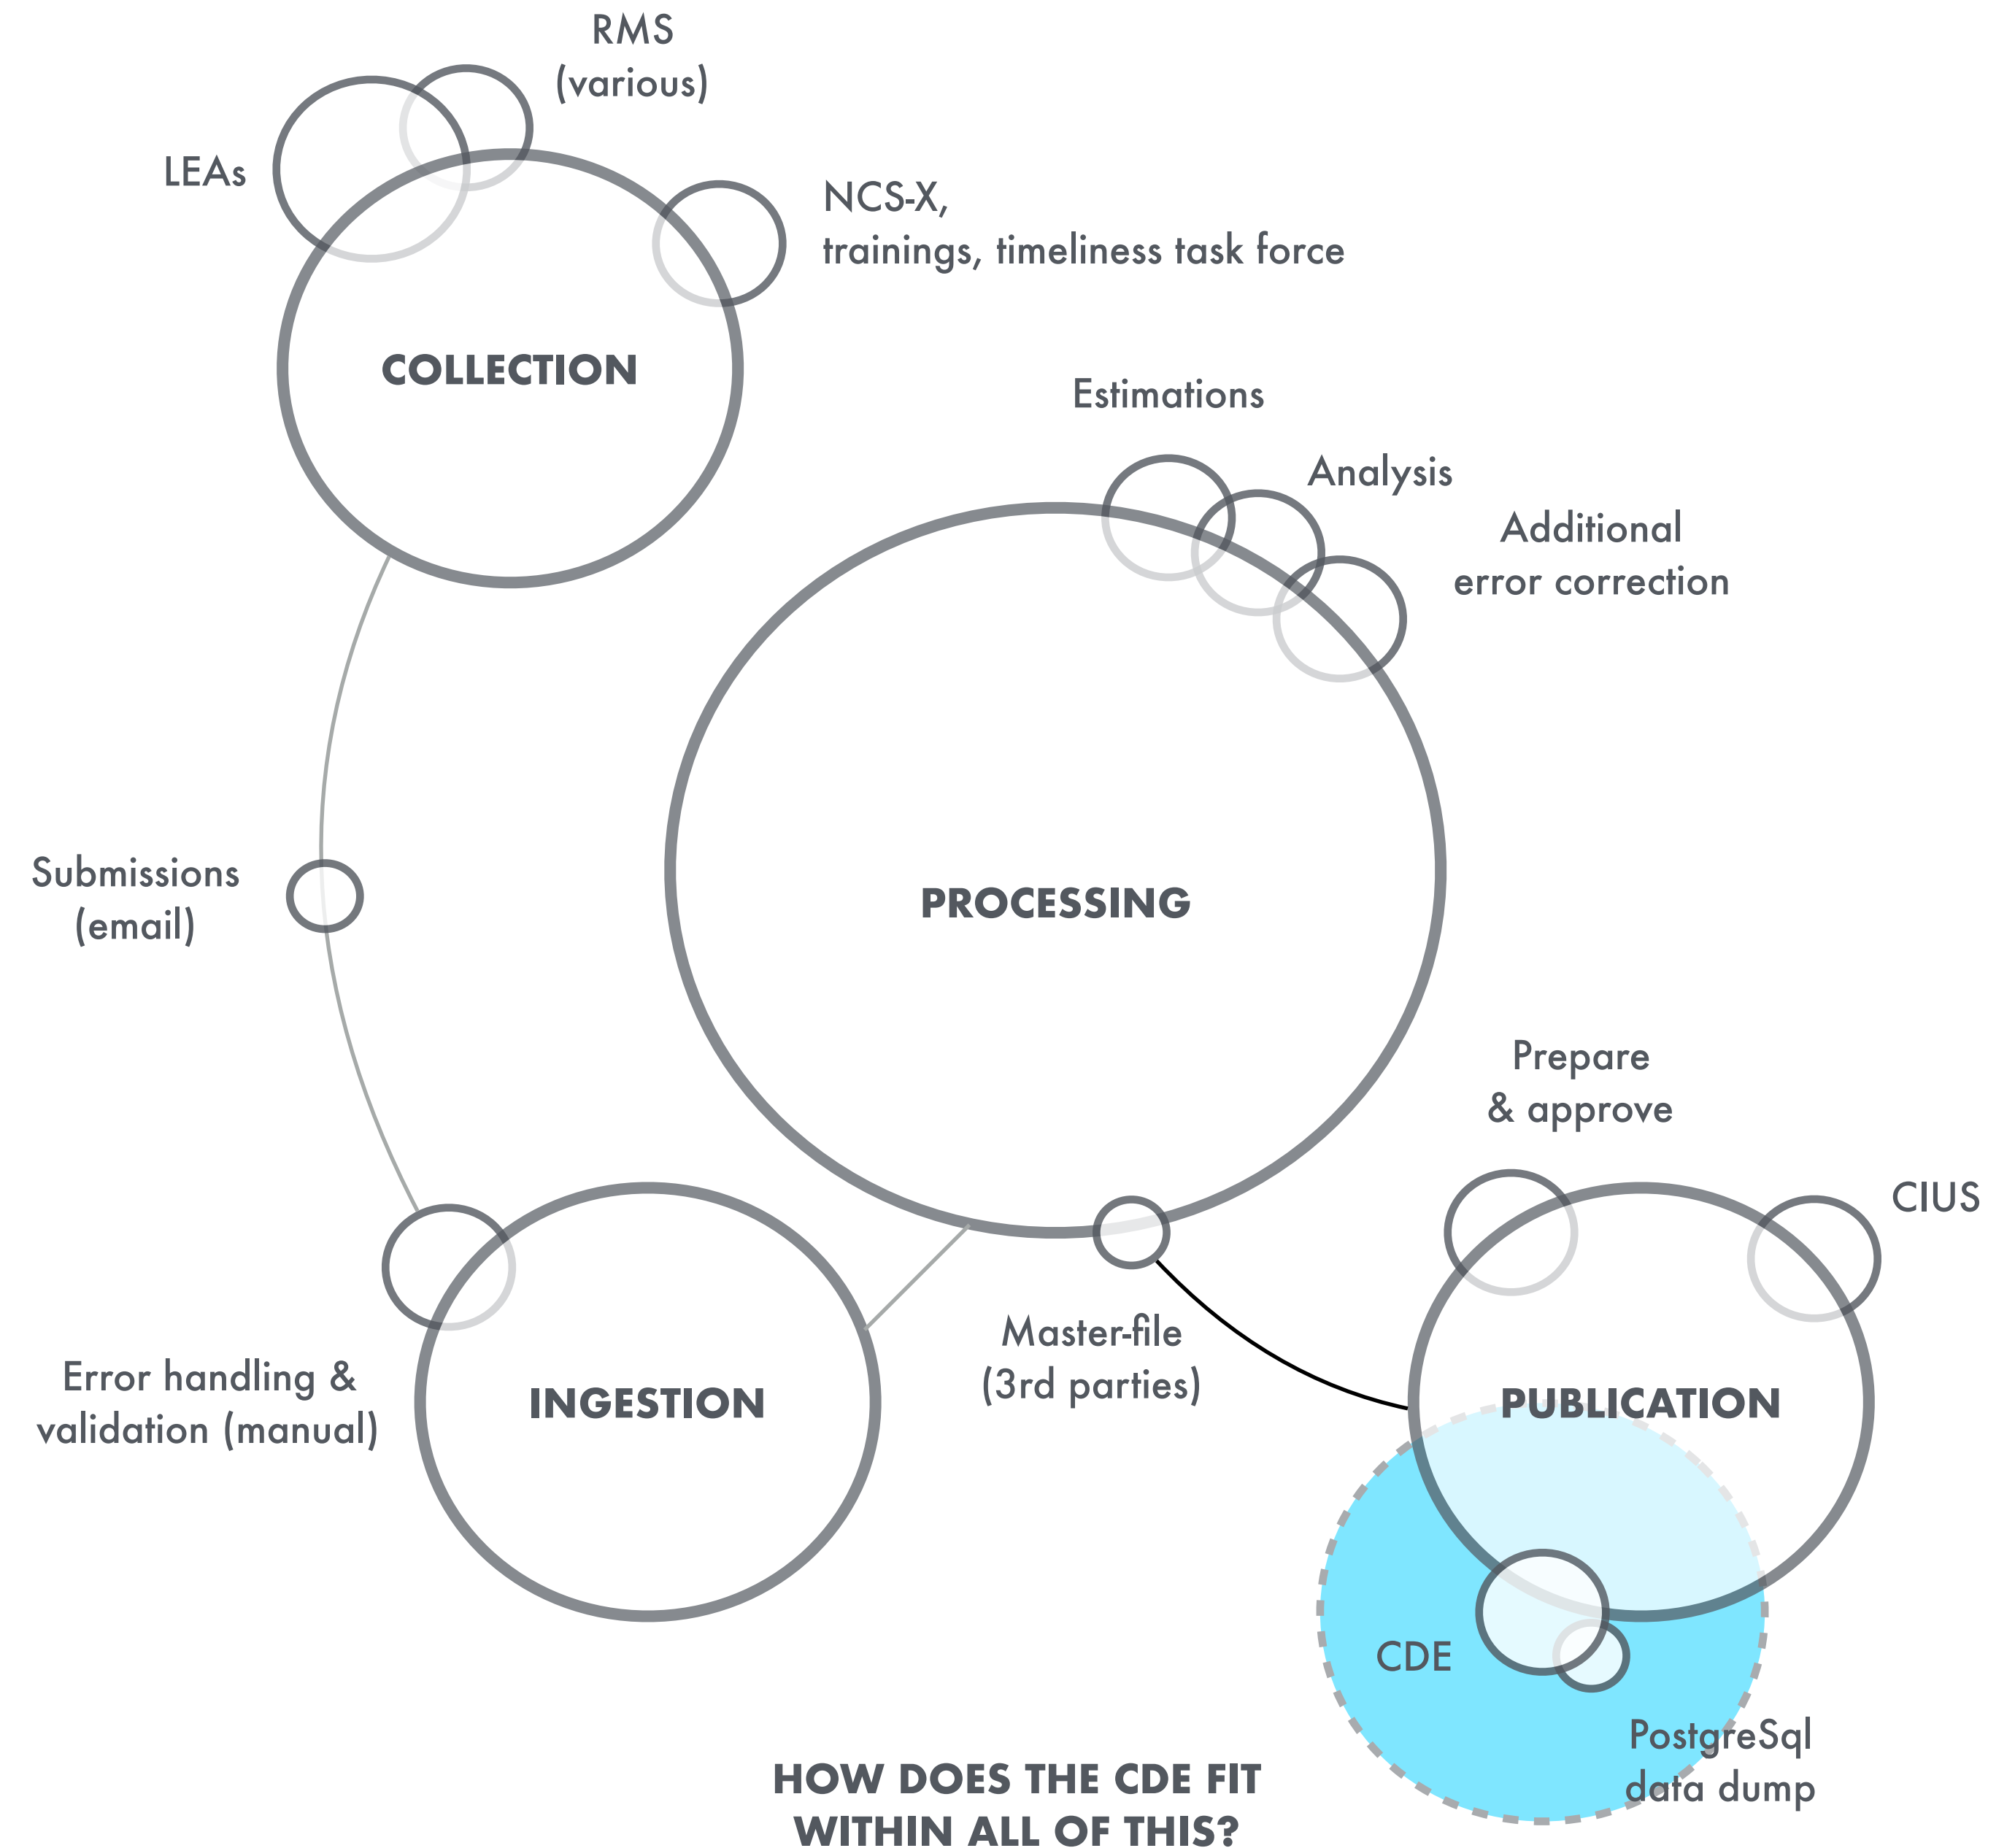 RMS
(various)
LEAs
NCS-X,
trainings, timeliness task force
COLLECTION
Estimations
Analysis
Additional
error correction
Submissions
(email)
PROCESSING
Prepare
& approve
CIUS
Master-file
(3rd parties)
Error handling &
validation (manual)
INGESTION
PUBLICATION
CDE
PostgreSql
data dump
HOW DOES THE CDE FIT
WITHIN ALL OF THIS?